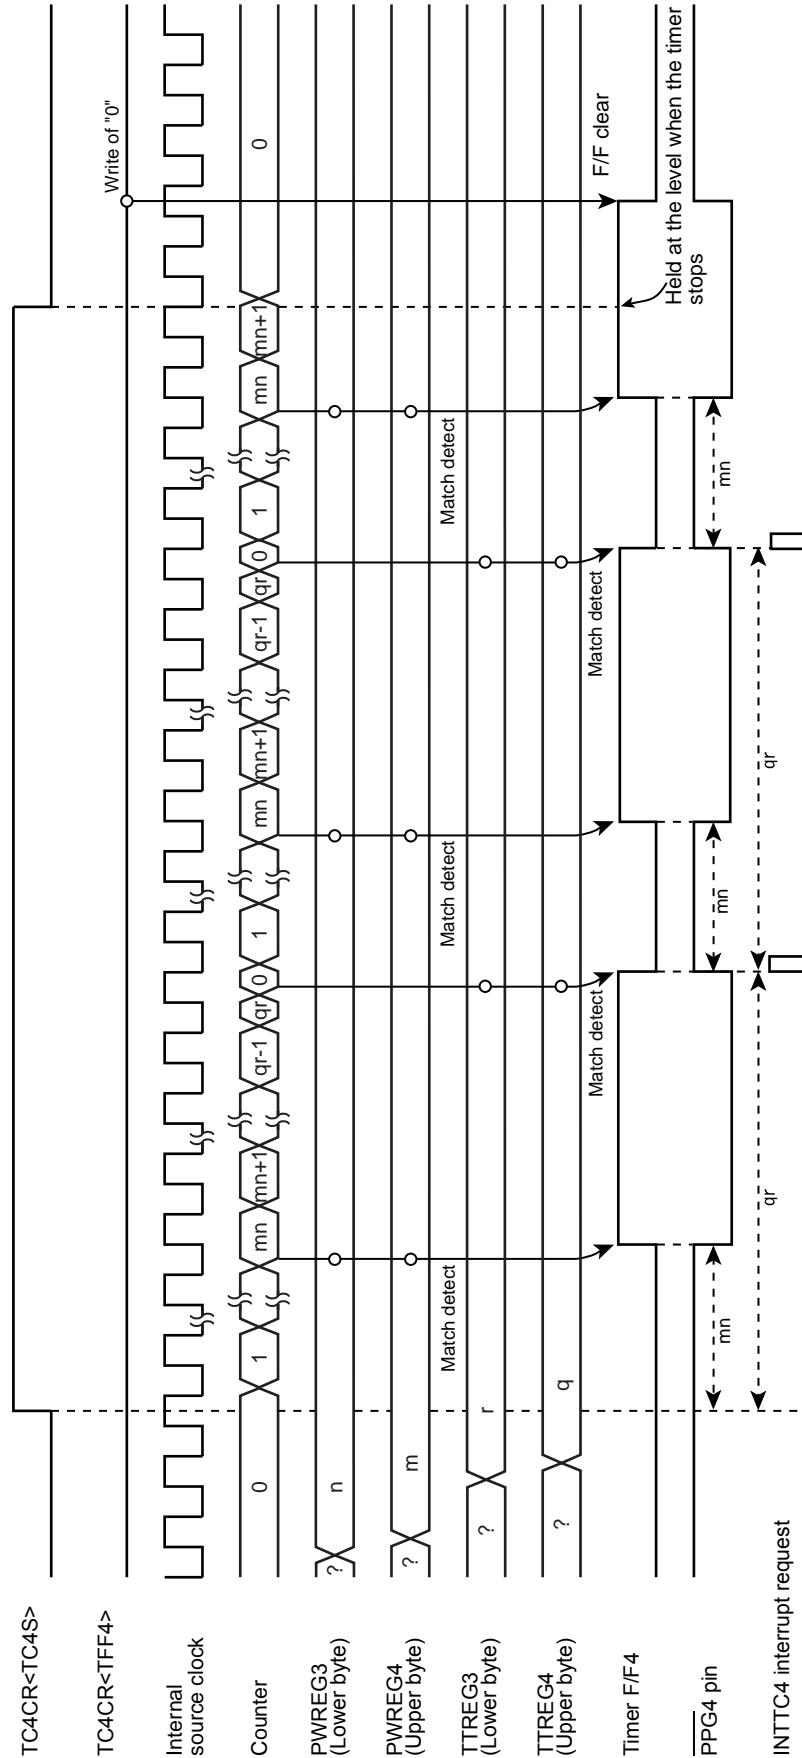 TC4CR<TC4S>
TC4CR<TFF4>
Write of "0"
Internal
source clock
Counter
0
1
mn
mn+1
qr-1
qr
0
1
mn
mn+1
qr-1
qr
0
1
mn
mn+1
0
PWREG3
(Lower byte)
?
n
PWREG4
(Upper byte)
?
m
Match detect
Match detect
Match detect
TTREG3
(Lower byte)
?
r
TTREG4
(Upper byte)
?
q
Match detect
Match detect
F/F clear
Timer F/F4
Held at the level when the timer
stops
PPG4 pin
mn
mn
mn
qr
qr
INTTC4 interrupt request